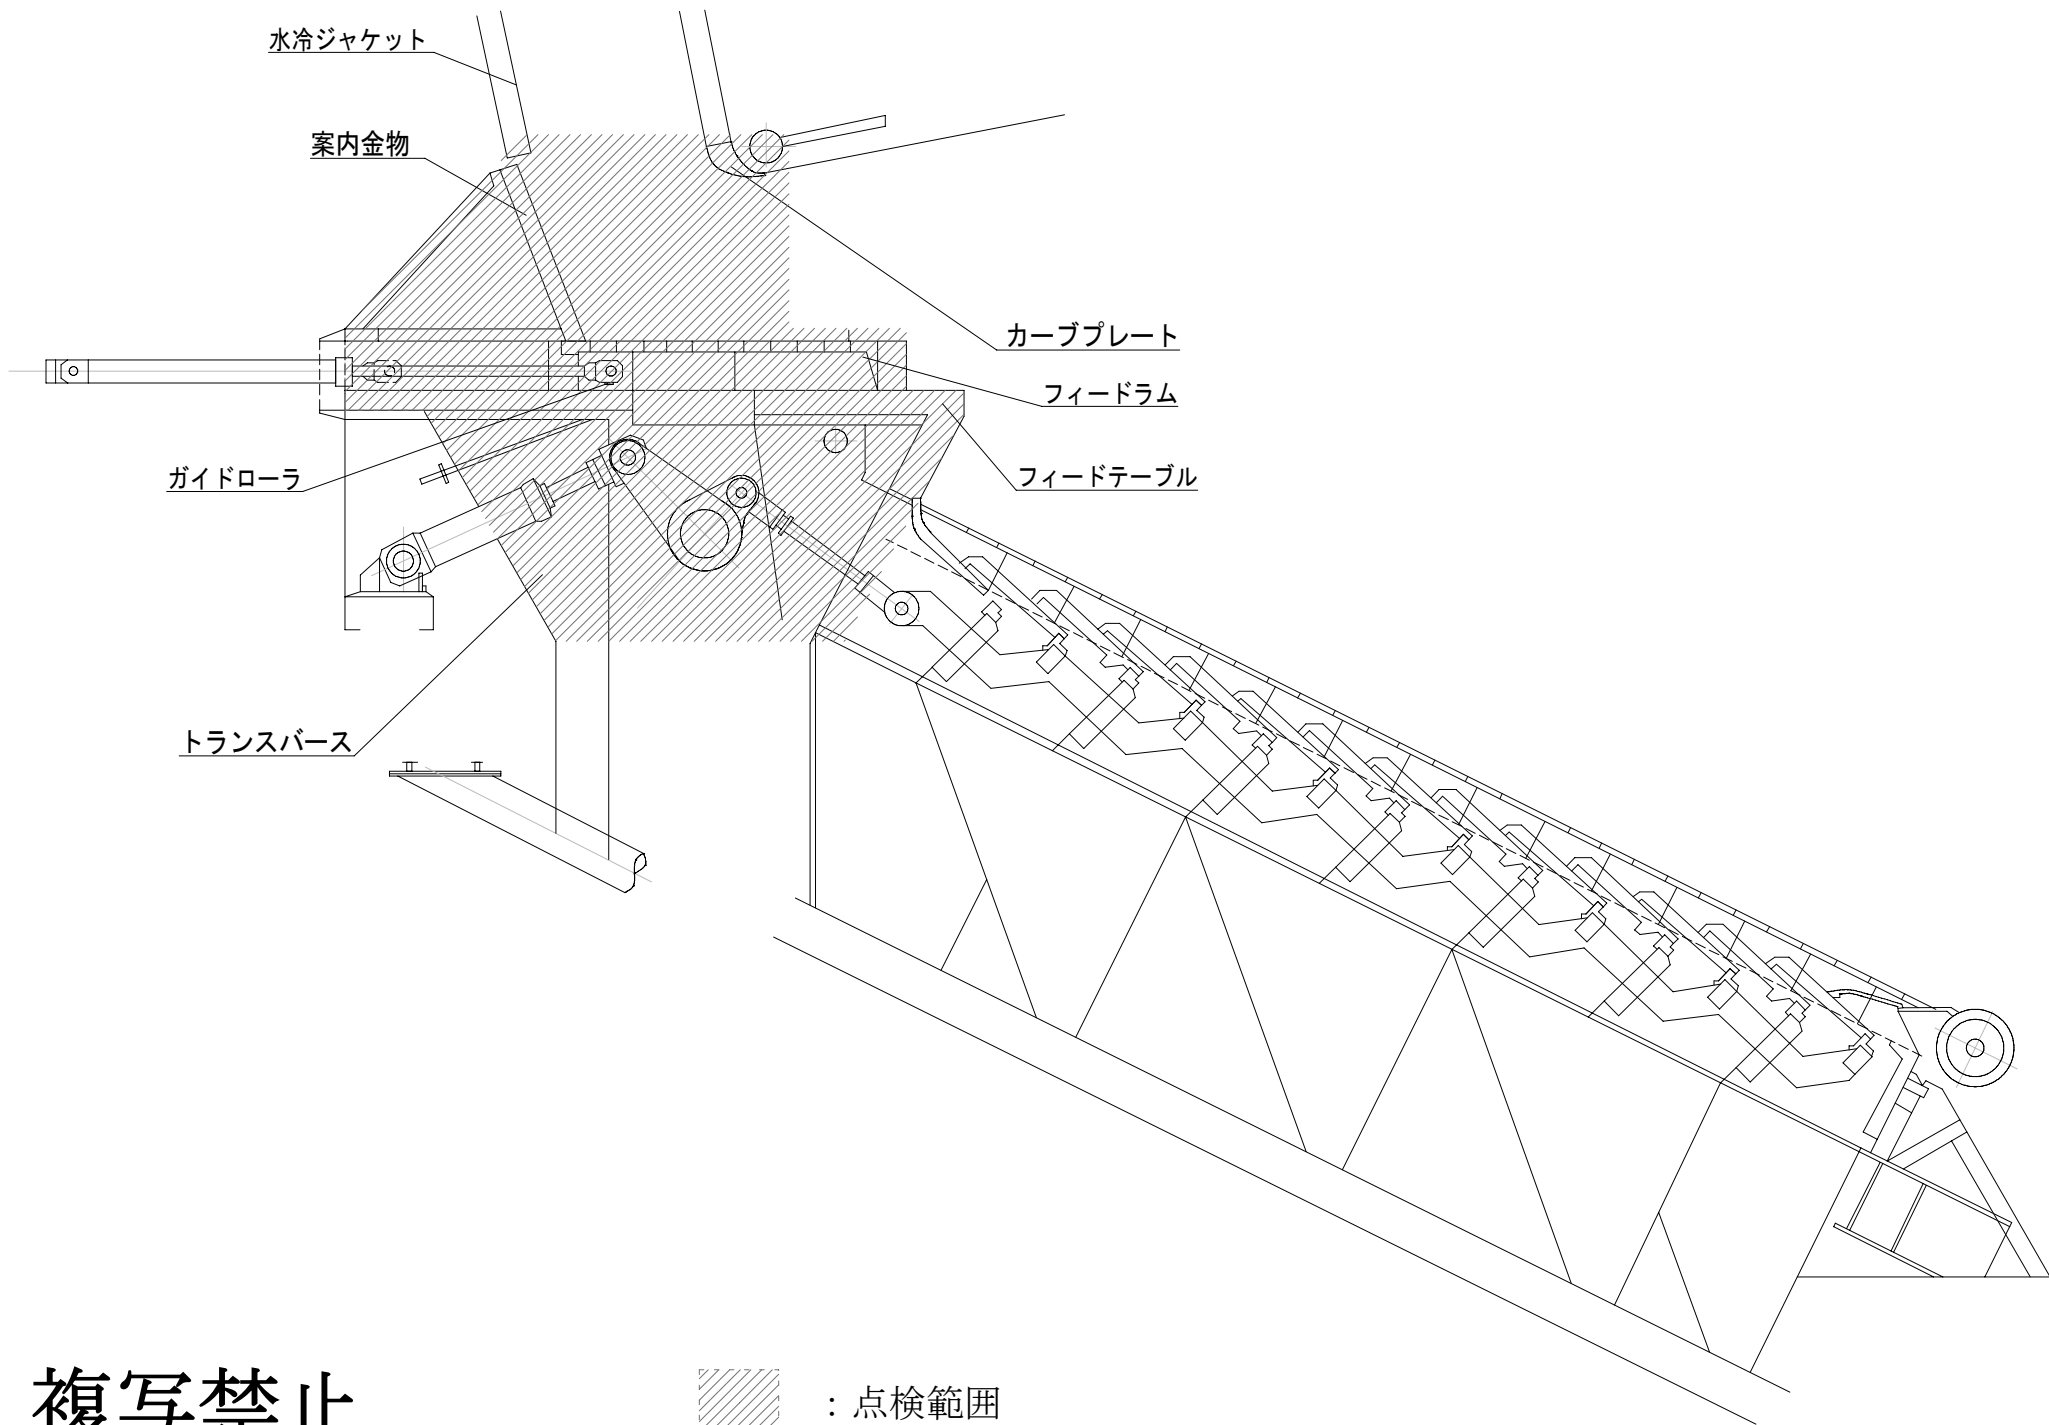 水冷ジャケット
案内金物
カーブプレート
フィードラム
ガイドローラ
フィードテーブル
トランスバース
複写禁止
：点検範囲